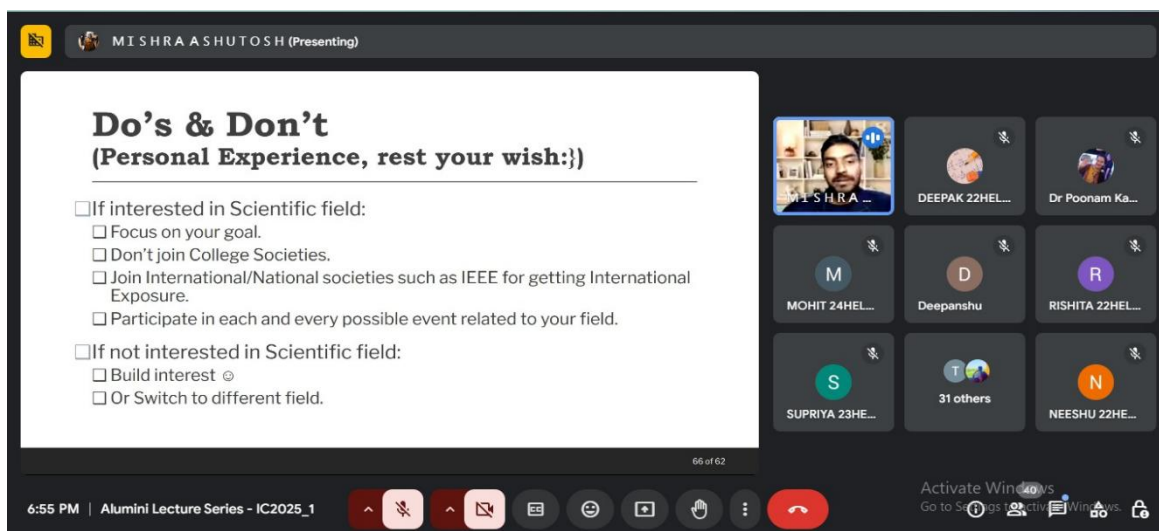 M I S H R A A S H U T O S H (Presenting)
Do's & Don't
(Personal Experience, rest your wish:})
If interested in Scientific field:
Focus on your goal.
Don't join College Societies.
Join International/National societies such as IEEE for getting International
Exposure.
Participate in each and every possible event related to your field.
If not interested in Scientific field:
Build interest ☺
Or Switch to different field.
66 of 62
M I S H R A ...
DEEPAK 22HEL...
Dr Poonam Ka...
M
MOHIT 24HEL...
D
Deepanshu
R
RISHITA 22HEL...
S
SUPRIYA 23HE...
T
31 others
N
NEESHU 22HE...
Activate Windows
Go to Settings to activate Windows.
40
6:55 PM | Alumini Lecture Series - IC2025_1